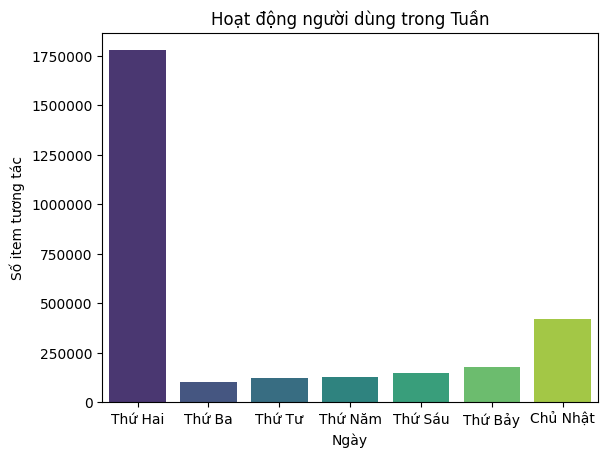 Hoạt động người dùng trong Tuần
Số item tương tác
1750000
1500000
1250000
1000000
750000
500000
250000
0
Thứ Hai Thứ Ba Thứ Tư Thứ Năm Thứ Sáu Thứ Bảy Chủ Nhật
Ngày